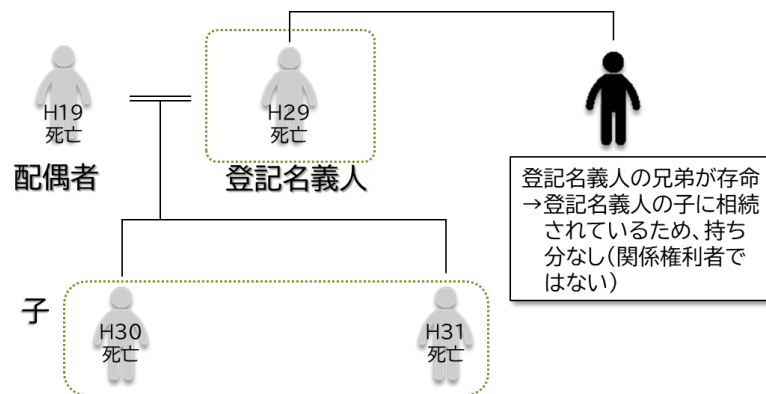 H19
死亡
配偶者
H29
死亡
登記名義人
登記名義人の兄弟が存命
→登記名義人の子に相続
されているため、持ち
分なし(関係権利者で
はない)
子
H30
死亡
H31
死亡